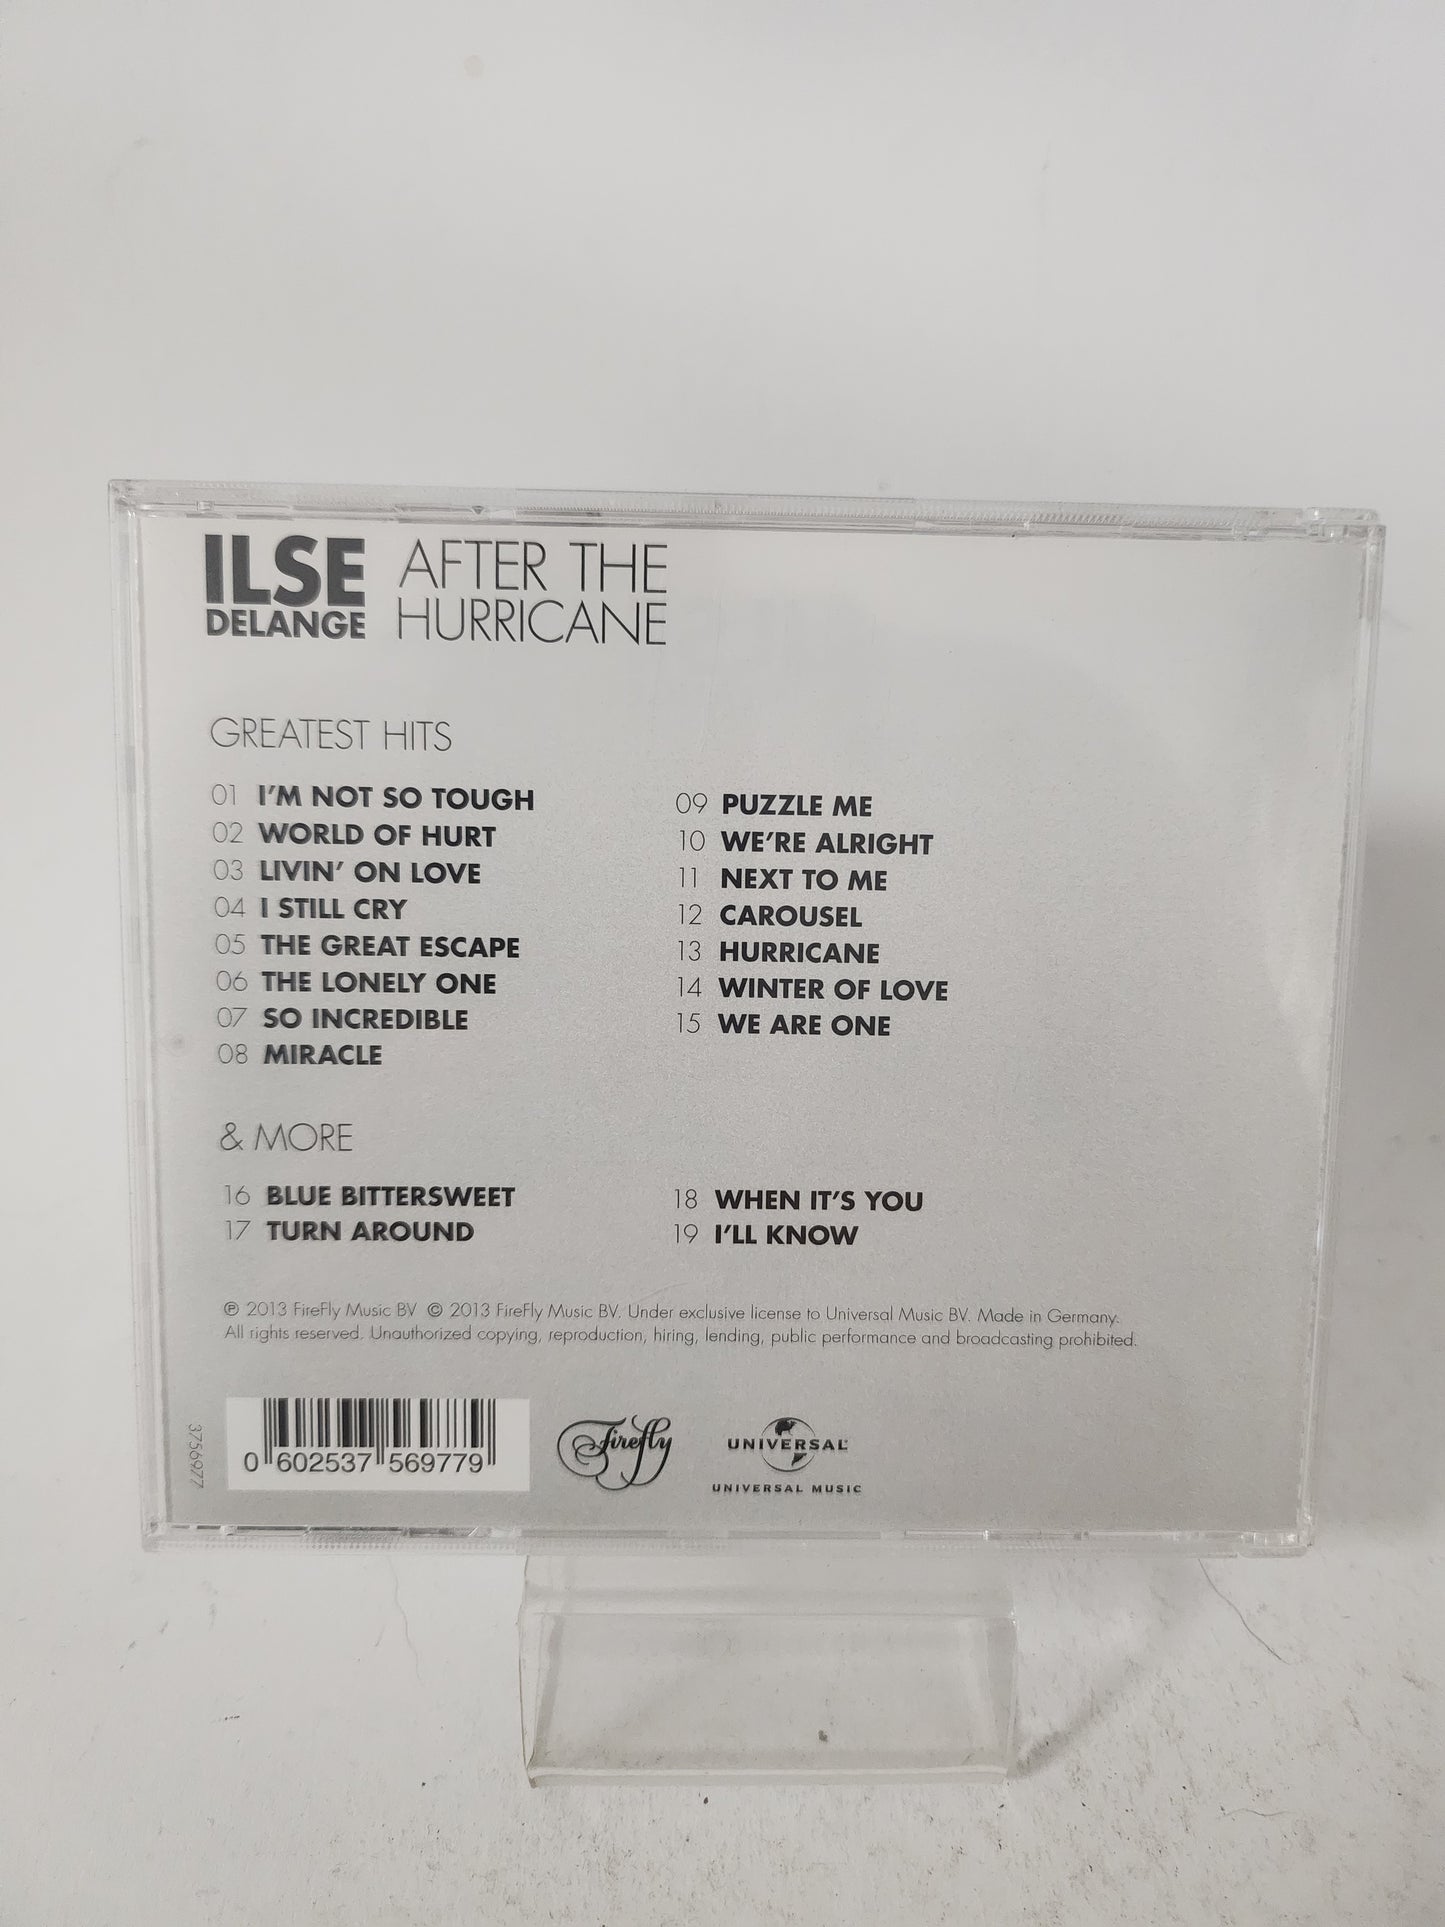 ILSE
DELANGE
AFTER THE
HURRICANE
GREATEST HITS
01 I'M NOT SO TOUGH
02 WORLD OF HURT
03 LIVIN' ON LOVE
04 I STILL CRY
05 THE GREAT ESCAPE
06 THE LONELY ONE
07 SO INCREDIBLE
08 MIRACLE
09 PUZZLE ME
10 WE'RE ALRIGHT
11 NEXT TO ME
12 CAROUSEL
13 HURRICANE
14 WINTER OF LOVE
15 WE ARE ONE
& MORE
16 BLUE BITTERSWEET
17 TURN AROUND
18 WHEN IT'S YOU
19 I'LL KNOW
℗ 2013 FireFly Music BV © 2013 FireFly Music BV. Under exclusive license to Universal Music BV. Made in Germany.
All rights reserved. Unauthorized copying, reproduction, hiring, lending, public performance and broadcasting prohibited.
3756977
0 602537 569779
Firefly
UNIVERSAL
UNIVERSAL MUSIC